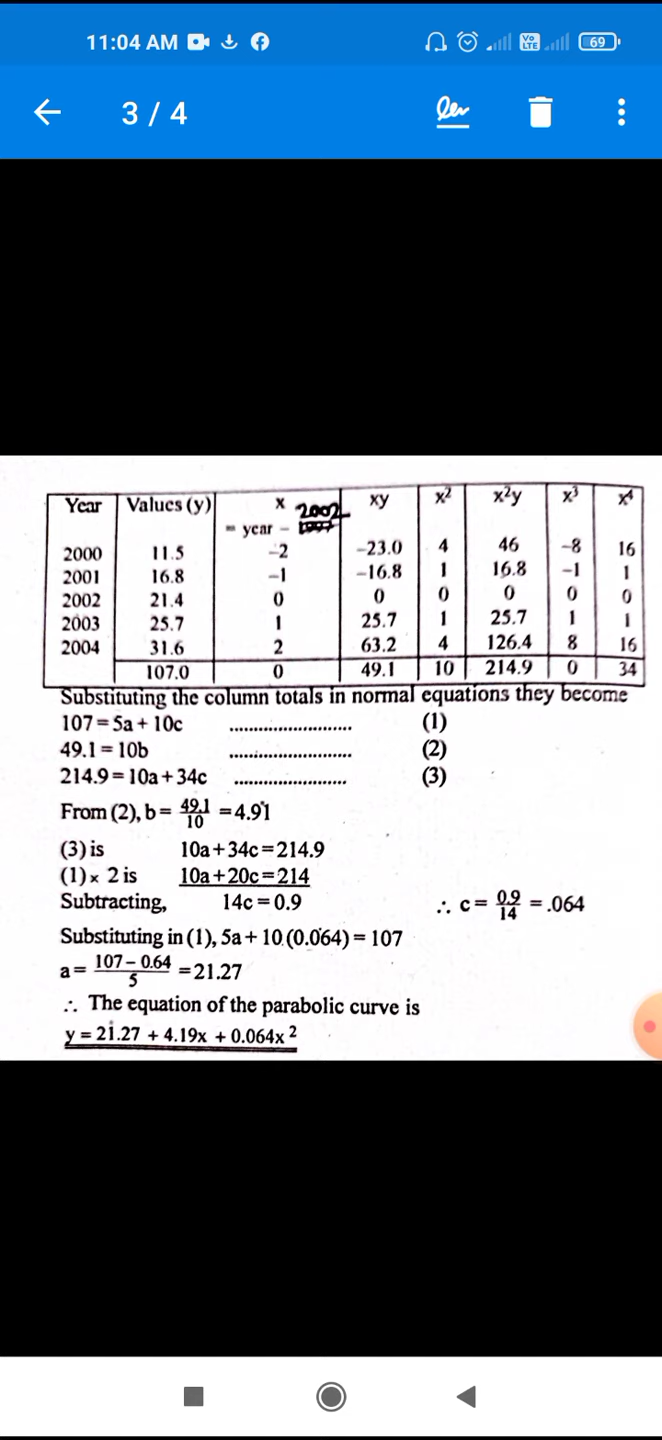 11:04 AM
Vo LTE 69
3 / 4
Year Values (y) x 2002 xy x² x²y x³ x⁴
= year –
2000 11.5 –2 –23.0 4 46 –8 16
2001 16.8 –1 –16.8 1 16.8 –1 1
2002 21.4 0 0 0 0 0 0
2003 25.7 1 25.7 1 25.7 1 1
2004 31.6 2 63.2 4 126.4 8 16
107.0 0 49.1 10 214.9 0 34
Substituting the column totals in normal equations they become
107 = 5a + 10c ........................... (1)
49.1 = 10b ........................... (2)
214.9 = 10a + 34c ......................... (3)
From (2), b = 49.1/10 = 4.91
(3) is 10a + 34c = 214.9
(1) × 2 is 10a + 20c = 214
Subtracting, 14c = 0.9 ∴ c = 0.9/14 = .064
Substituting in (1), 5a + 10 (0.064) = 107
a = 107 – 0.64/5 = 21.27
∴ The equation of the parabolic curve is
y = 21.27 + 4.19x + 0.064x²